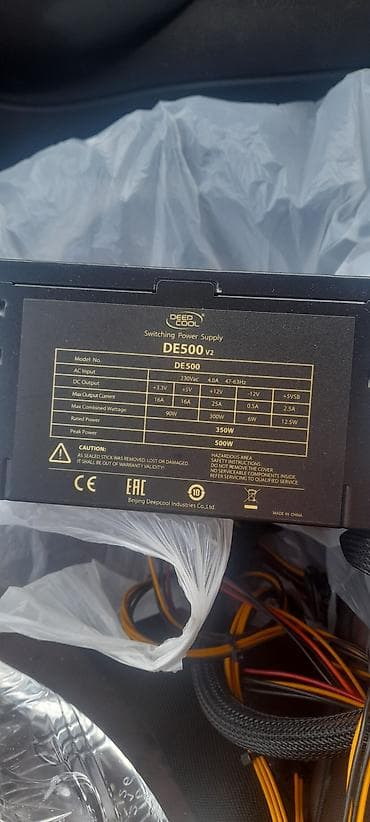 DEEP
COOL
Switching Power Supply
DE500 V2
Model No. DE500
AC Input 230Vac 4.0A 47-63Hz
DC Output +3.3V +5V +12V -12V +5VSB
Max Output Current 16A 16A 25A 0.5A 2.5A
Max Combined Wattage 90W 300W 6W 12.5W
Rated Power 350W
Peak Power 500W
CAUTION:
AS SEALED STICK WAS REMOVED, LOST OR DAMAGED,
IT SHALL BE OUT OF WARRANTY VALIDITY!
HAZARDOUS AREA
SAFETY INSTRUCTIONS
DO NOT REMOVE THE COVER
NO SERVICEABLE COMPONENTS INSIDE
REFER SERVICING TO QUALIFIED SERVICE.
CE EAC 10
Beijing Deepcool Industries Co.,Ltd.
MADE IN CHINA